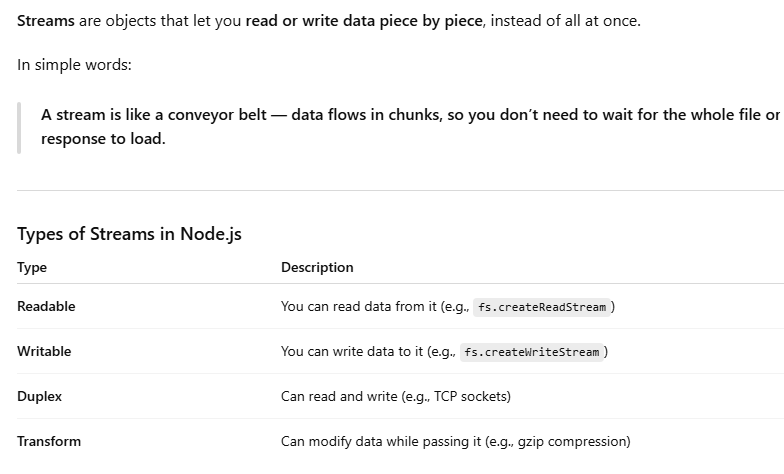 Streams are objects that let you read or write data piece by piece, instead of all at once.
In simple words:
A stream is like a conveyor belt — data flows in chunks, so you don't need to wait for the whole file or
response to load.
Types of Streams in Node.js
Type Description
Readable You can read data from it (e.g., fs.createReadStream)
Writable You can write data to it (e.g., fs.createWriteStream)
Duplex Can read and write (e.g., TCP sockets)
Transform Can modify data while passing it (e.g., gzip compression)